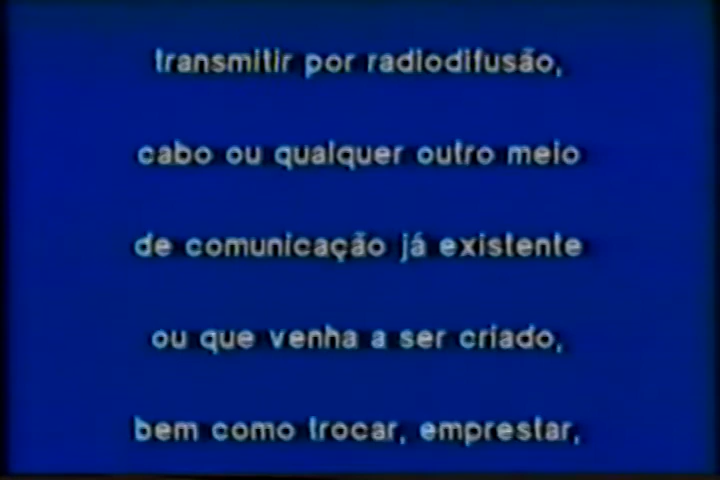 transmitir por radiodifusão,
cabo ou qualquer outro meio
de comunicação já existente
ou que venha a ser criado,
bem como trocar, emprestar,